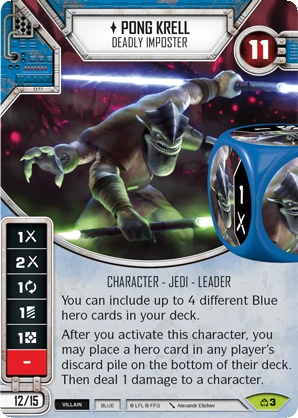 PONG KRELL
DEADLY IMPOSTER
11
1
1
2
1
1
1
–
CHARACTER - JEDI - LEADER
You can include up to 4 different Blue
hero cards in your deck.
After you activate this character, you
may place a hero card in any player's
discard pile on the bottom of their deck.
Then deal 1 damage to a character.
12/15
VILLAIN
BLUE
© LFL © FFG
Alexandr Elichev
3